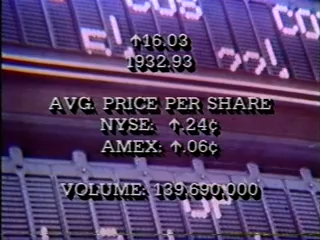 ↑16.03
1932.93
AVG. PRICE PER SHARE
NYSE: ↑.24¢
AMEX: ↑.06¢
VOLUME: 139,690,000